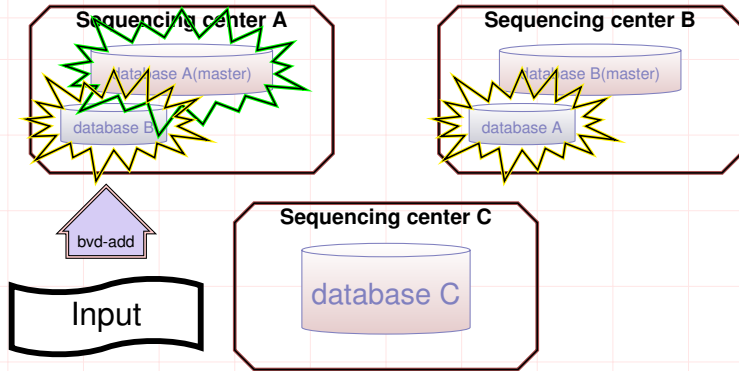 Sequencing center A
database A(master)
database B
Sequencing center B
database B(master)
database A
bvd-add
Input
Sequencing center C
database C